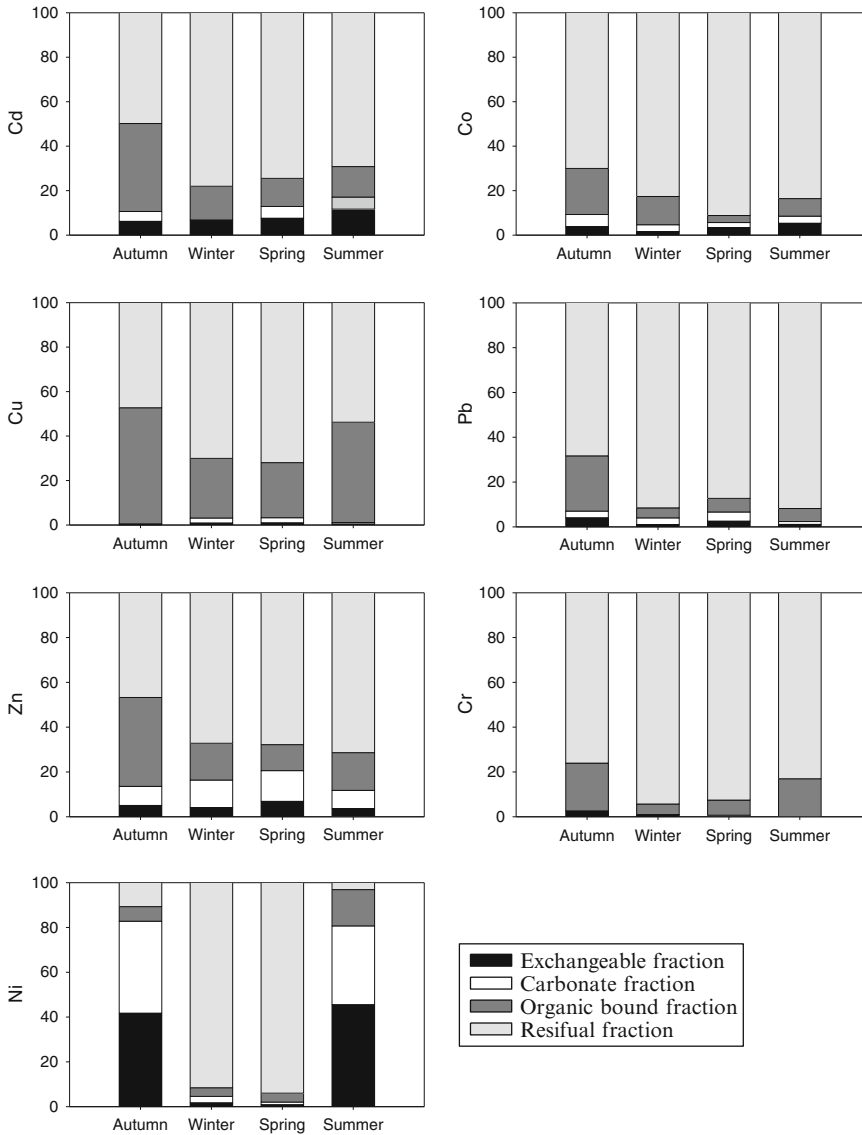 100
80
60
40
20
0
Cd
Autumn Winter Spring Summer
100
80
60
40
20
0
Co
Autumn Winter Spring Summer
100
80
60
40
20
0
Cu
Autumn Winter Spring Summer
100
80
60
40
20
0
Pb
Autumn Winter Spring Summer
100
80
60
40
20
0
Zn
Autumn Winter Spring Summer
100
80
60
40
20
0
Cr
Autumn Winter Spring Summer
100
80
60
40
20
0
Ni
Autumn Winter Spring Summer
Exchangeable fraction
Carbonate fraction
Organic bound fraction
Resifual fraction